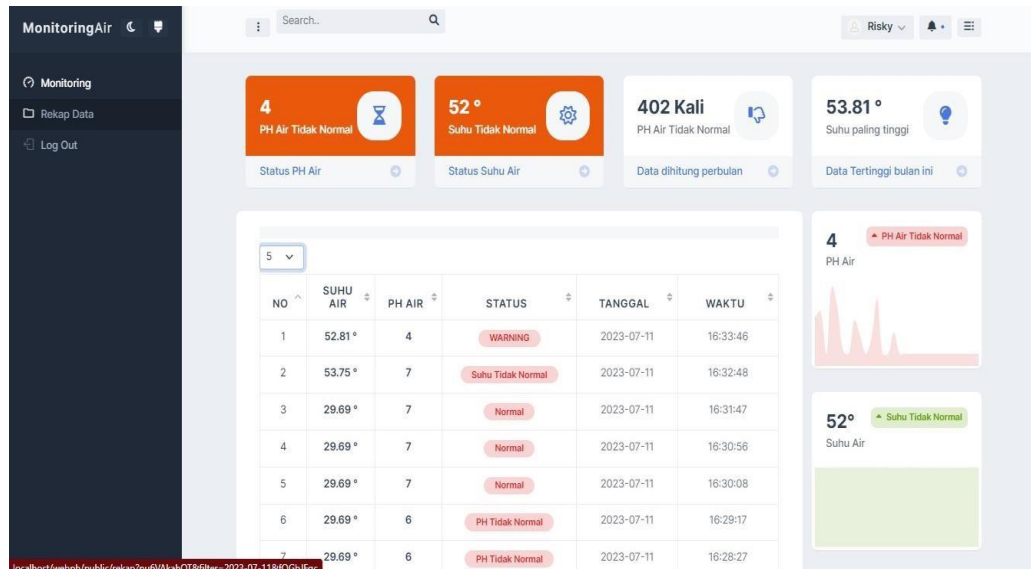 MonitoringAir
Search..
Risky
Monitoring
Rekap Data
Log Out
4
PH Air Tidak Normal
Status PH Air
52 °
Suhu Tidak Normal
Status Suhu Air
402 Kali
PH Air Tidak Normal
Data dihitung perbulan
53.81 °
Suhu paling tinggi
Data Tertinggi bulan ini
5
NO SUHU AIR PH AIR STATUS TANGGAL WAKTU
1 52.81 ° 4 WARNING 2023-07-11 16:33:46
2 53.75 ° 7 Suhu Tidak Normal 2023-07-11 16:32:48
3 29.69 ° 7 Normal 2023-07-11 16:31:47
4 29.69 ° 7 Normal 2023-07-11 16:30:56
5 29.69 ° 7 Normal 2023-07-11 16:30:08
6 29.69 ° 6 PH Tidak Normal 2023-07-11 16:29:17
7 29.69 ° 6 PH Tidak Normal 2023-07-11 16:28:27
4
PH Air Tidak Normal
PH Air
52°
Suhu Tidak Normal
Suhu Air